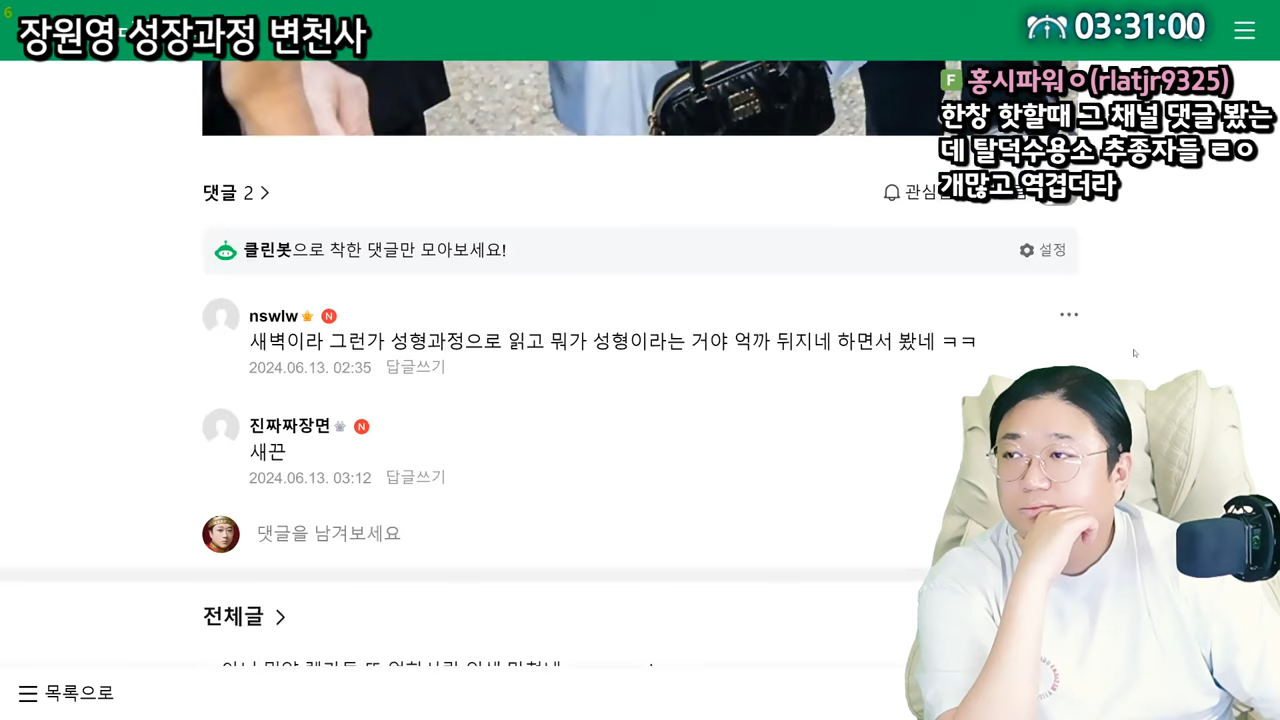 6
장원영 성장과정 변천사
03:31:00
F 홍시파워ㅇ(rlatjr9325)
한창 핫할때 그 채널 댓글 봤는
데 탈덕수용소 추종자들 ㄹㅇ
개많고 역겹더라
댓글 2
관심
클린봇으로 착한 댓글만 모아보세요!
설정
nswlw N
새벽이라 그런가 성형과정으로 읽고 뭐가 성형이라는 거야 억까 뒤지네 하면서 봤네 ㅋㅋ
2024.06.13. 02:35 답글쓰기
진짜짜장면 N
새끈
2024.06.13. 03:12 답글쓰기
댓글을 남겨보세요
전체글
목록으로